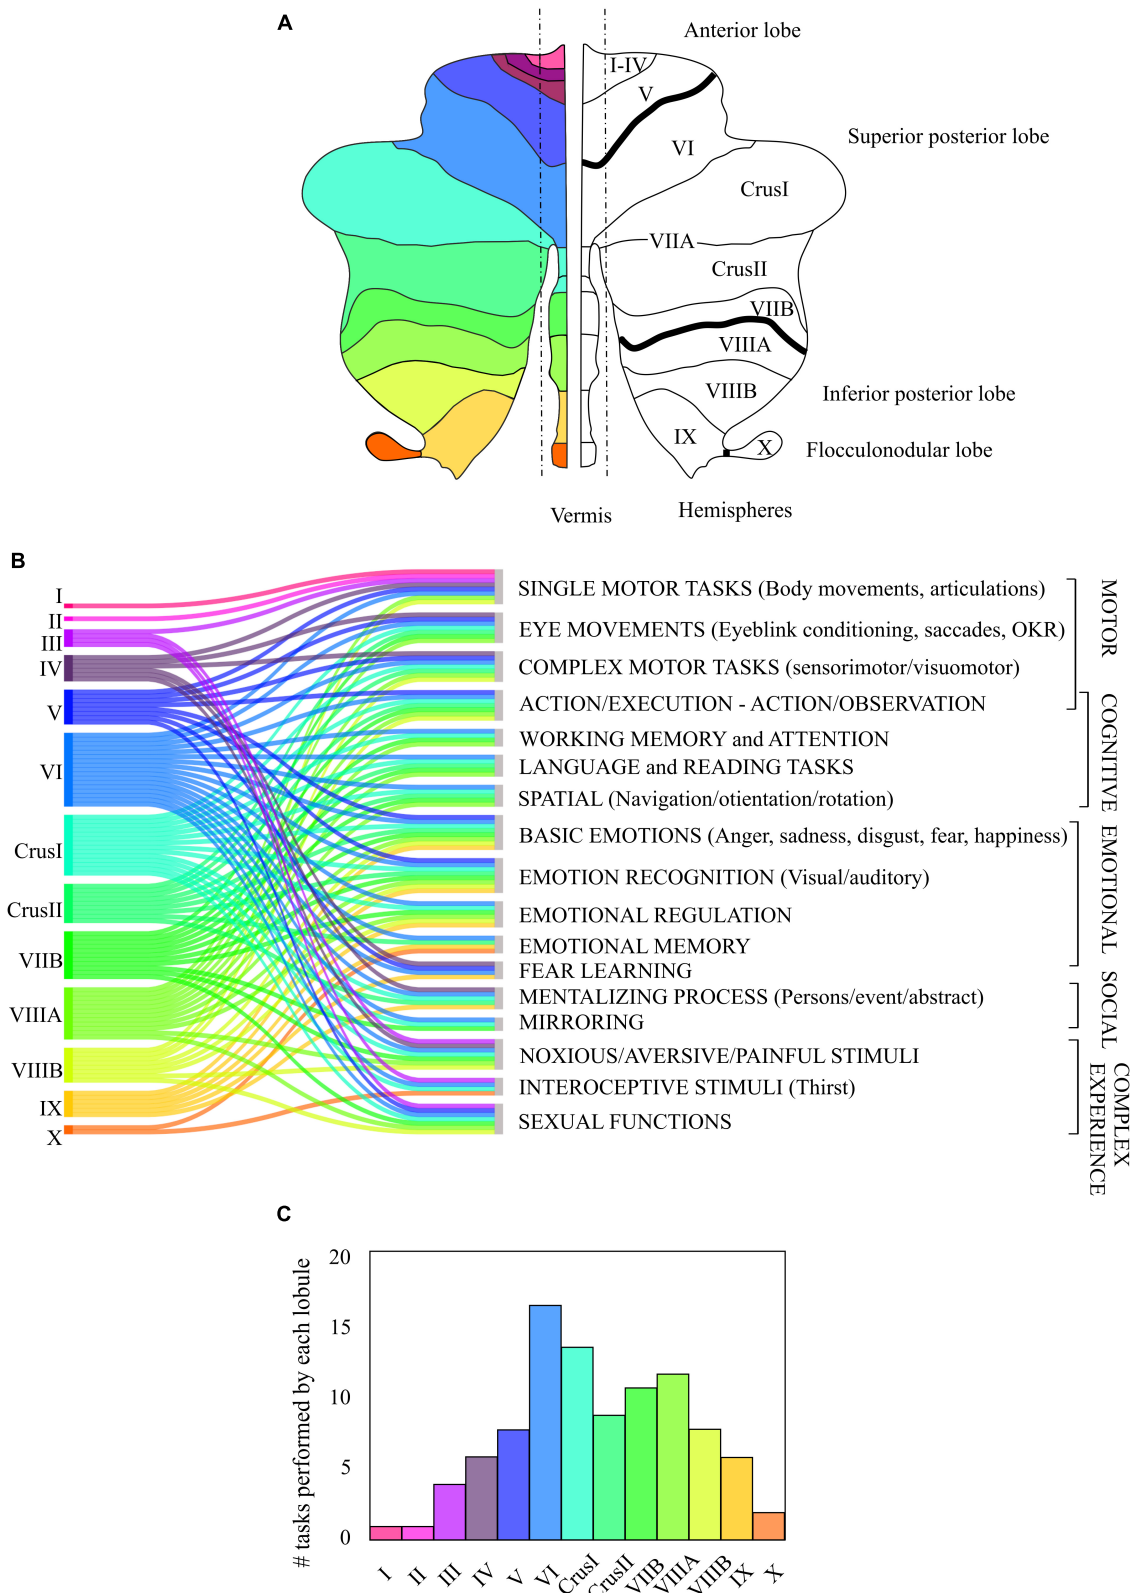 A
Anterior lobe
I-IV
V
Superior posterior lobe
VI
CrusI
VIIA
CrusII
VIIB
VIIIA
VIIIB
Inferior posterior lobe
IX
X
Flocculonodular lobe
Vermis
Hemispheres
B
I
II
III
IV
V
VI
CrusI
CrusII
VIIB
VIIIA
VIIIB
IX
X
SINGLE MOTOR TASKS (Body movements, articulations)
EYE MOVEMENTS (Eyeblink conditioning, saccades, OKR)
COMPLEX MOTOR TASKS (sensorimotor/visuomotor)
ACTION/EXECUTION - ACTION/OBSERVATION
WORKING MEMORY and ATTENTION
LANGUAGE and READING TASKS
SPATIAL (Navigation/otientation/rotation)
BASIC EMOTIONS (Anger, sadness, disgust, fear, happiness)
EMOTION RECOGNITION (Visual/auditory)
EMOTIONAL REGULATION
EMOTIONAL MEMORY
FEAR LEARNING
MENTALIZING PROCESS (Persons/event/abstract)
MIRRORING
NOXIOUS/AVERSIVE/PAINFUL STIMULI
INTEROCEPTIVE STIMULI (Thirst)
SEXUAL FUNCTIONS
MOTOR
COGNITIVE
EMOTIONAL
SOCIAL
COMPLEX
EXPERIENCE
C
# tasks performed by each lobule
20
15
10
5
0
I
II
III
IV
V
VI
CrusI
CrusII
VIIB
VIIIA
VIIIB
IX
X